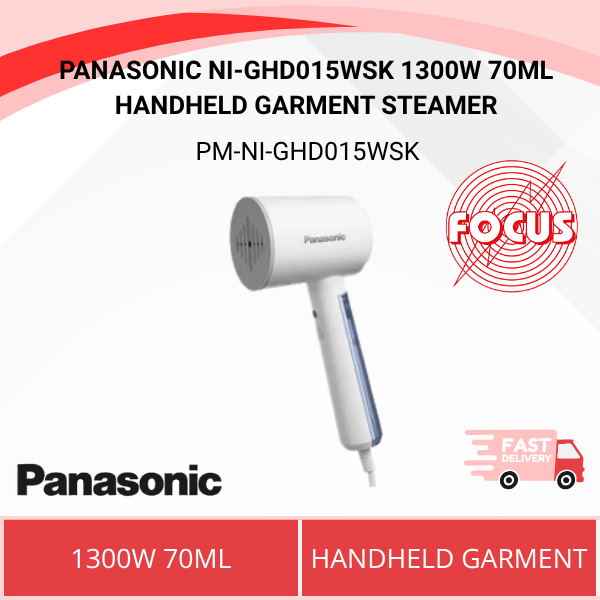 PANASONIC NI-GHD015WSK 1300W 70ML
HANDHELD GARMENT STEAMER
PM-NI-GHD015WSK
FOCUS
Panasonic
FAST
DELIVERY
Panasonic
1300W 70ML
HANDHELD GARMENT